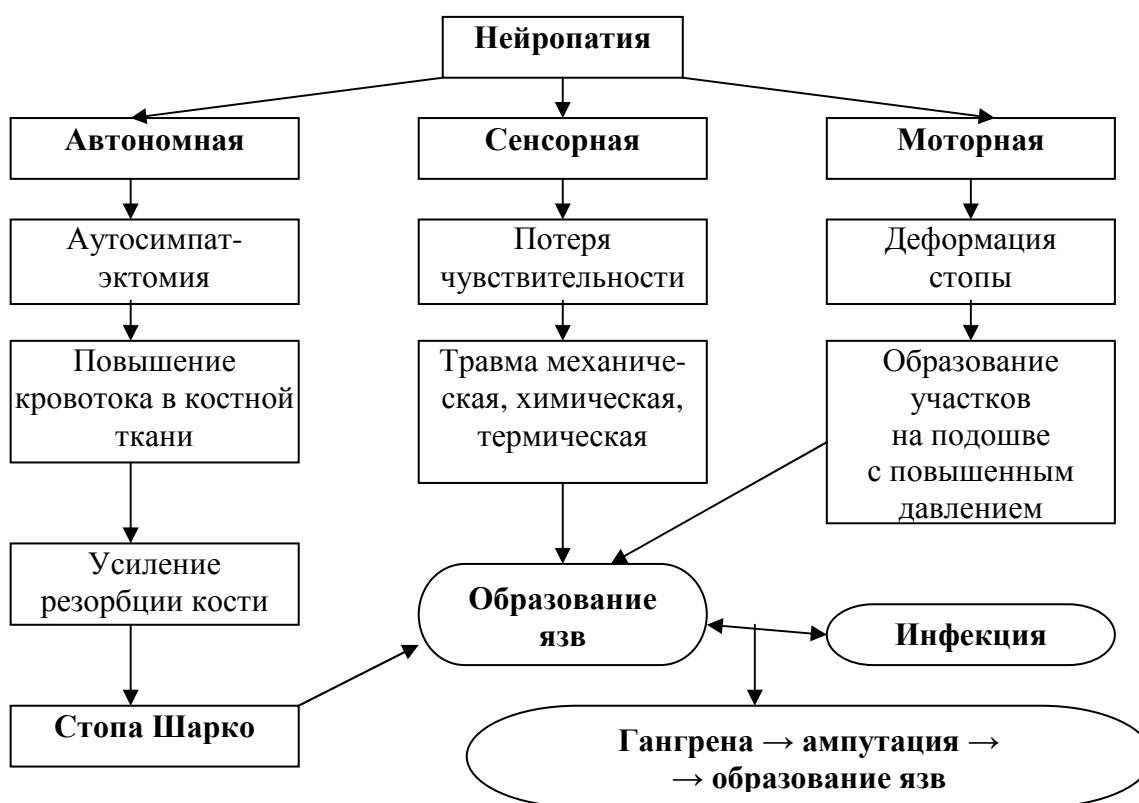 Нейропатия
Автономная
Сенсорная
Моторная
Аутосимпат-
эктомия
Потеря
чувствительности
Деформация
стопы
Повышение
кровотока в костной
ткани
Травма механиче-
ская, химическая,
термическая
Образование
участков
на подошве
с повышенным
давлением
Усиление
резорбции кости
Образование
язв
Инфекция
Стопа Шарко
Гангрена → ампутация →
→ образование язв